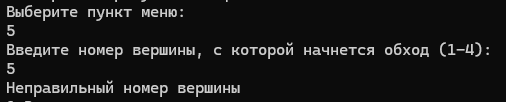 Выберите пункт меню:
5
Введите номер вершины, с которой начнется обход (1-4):
5
Неправильный номер вершины